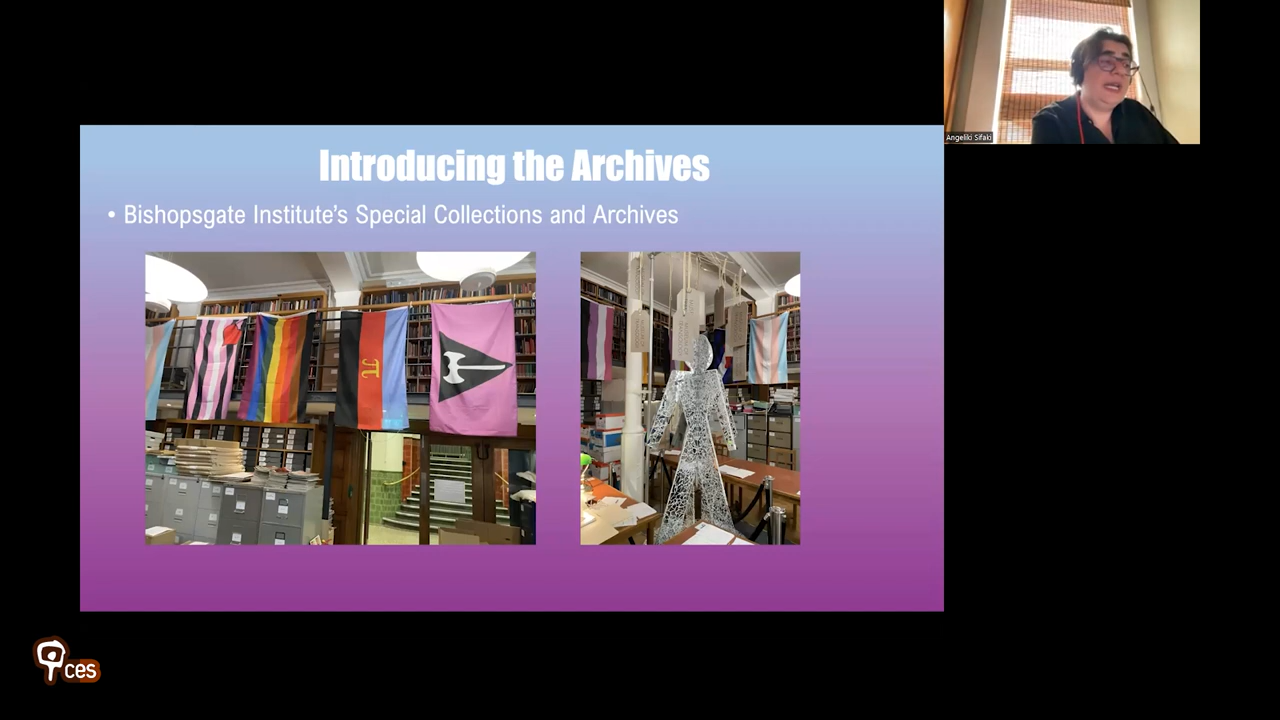 Introducing the Archives
• Bishopsgate Institute's Special Collections and Archives
Angeliki Sifaki
ces